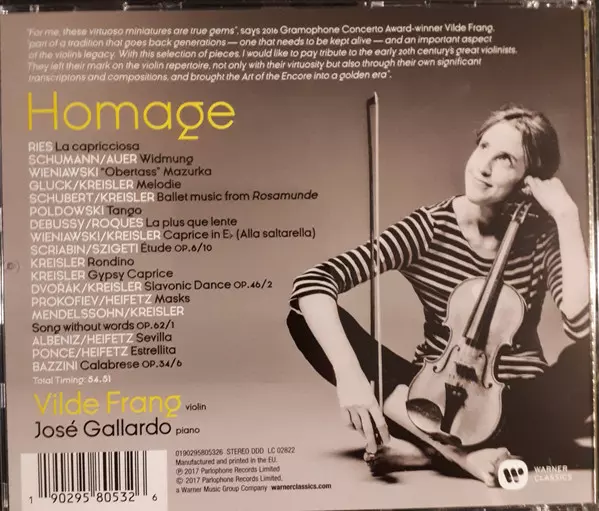 "For me, these virtuoso miniatures are true gems", says 2016 Gramophone Concerto Award-winner Vilde Frang,
"part of a tradition that goes back generations — one that needs to be kept alive — and an important aspect
of the violins legacy. With this selection of pieces, I would like to pay tribute to the early 20th century's great violinists.
They left their mark on the violin repertoire, not only with their virtuosity but also through their own significant
transcriptions and compositions, and brought the Art of the Encore into a golden era".
Homage
RIES La capricciosa
SCHUMANN/AUER Widmung
WIENIAWSKI "Obertass" Mazurka
GLUCK/KREISLER Melodie
SCHUBERT/KREISLER Ballet music from Rosamunde
POLDOWSKI Tango
DEBUSSY/ROQUES La plus que lente
WIENIAWSKI/KREISLER Caprice in E♭ (Alla saltarella)
SCRIABIN/SZIGETI Étude OP.8/10
KREISLER Rondino
KREISLER Gypsy Caprice
DVOŘÁK/KREISLER Slavonic Dance OP.46/2
PROKOFIEV/HEIFETZ Masks
MENDELSSOHN/KREISLER
Song without words OP.62/1
ALBENIZ/HEIFETZ Sevilla
PONCE/HEIFETZ Estrellita
BAZZINI Calabrese OP.34/6
Total Timing: 54.51
Vilde Frang violin
José Gallardo piano
0190295805326 STEREO DDD LC 02822
Manufactured and printed in the EU.
℗ 2017 Parlophone Records Limited
© 2017 Parlophone Records Limited,
a Warner Music Group Company warnerclassics.com
1 90295 80532 6
WARNER
CLASSICS